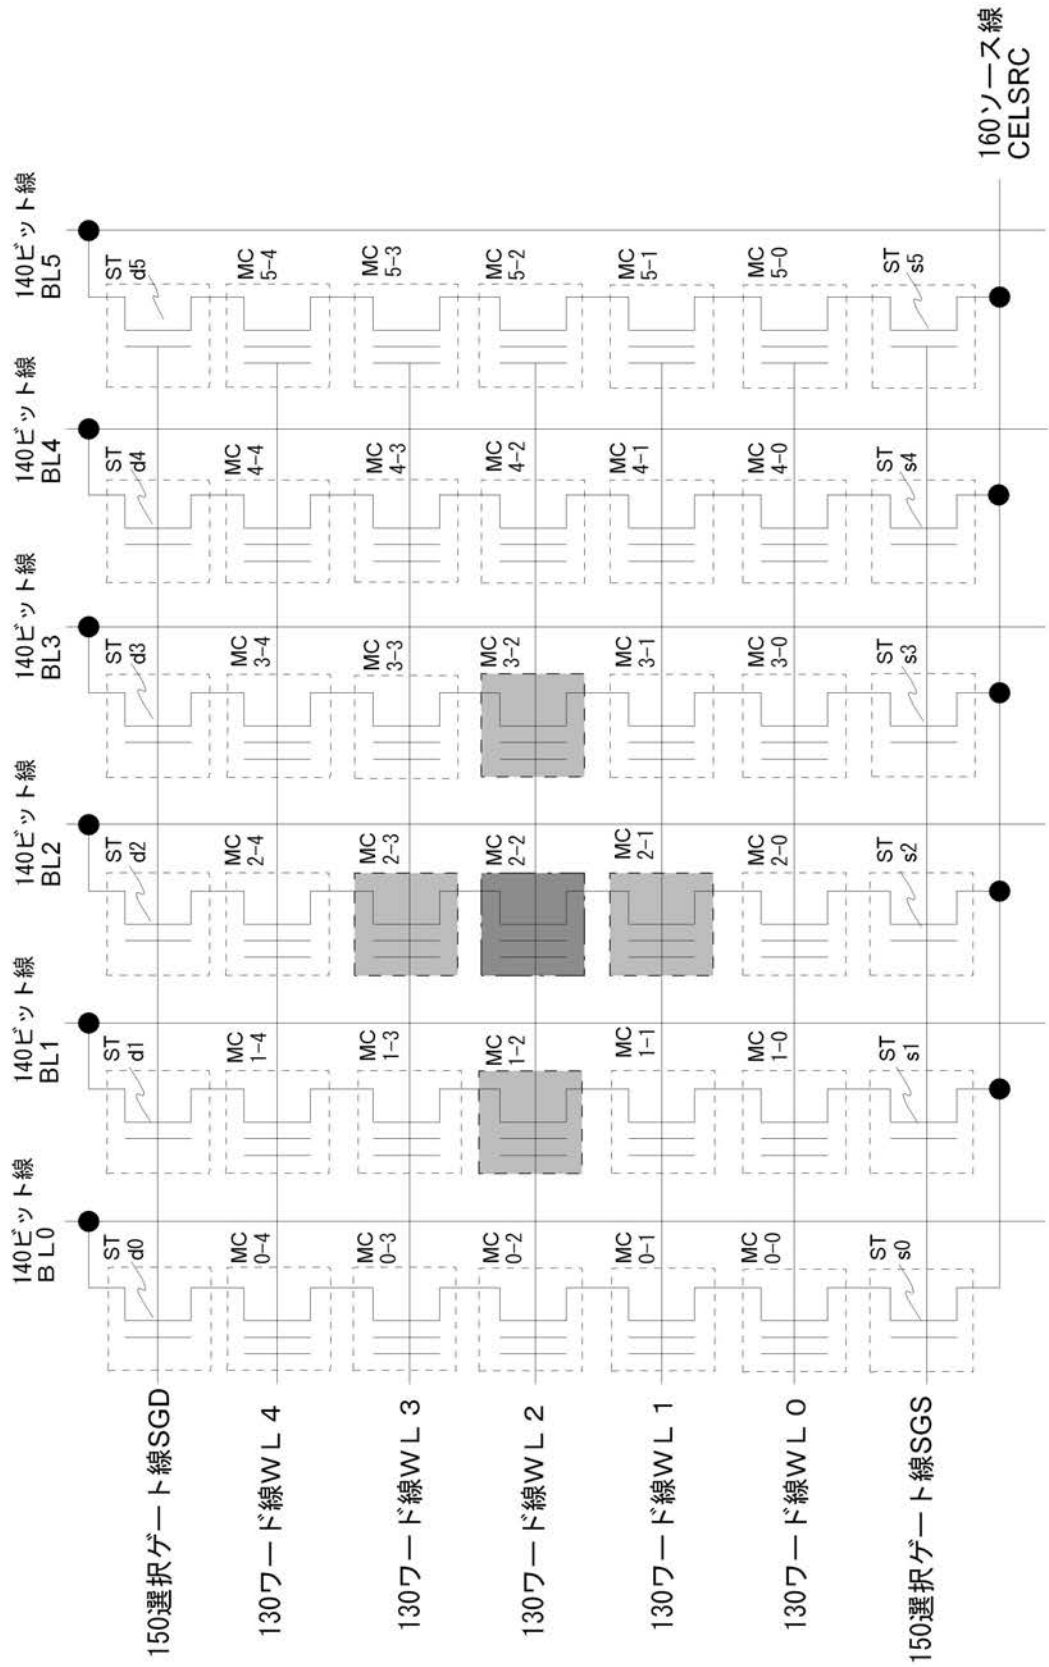 140ビット線
B L0
140ビット線
BL1
140ビット線
BL2
140ビット線
BL3
140ビット線
BL4
140ビット線
BL5
150選択ゲート線SGD
ST
d0
ST
d1
ST
d2
ST
d3
ST
d4
ST
d5
130ワード線ＷＬ４
MC
0-4
MC
1-4
MC
2-4
MC
3-4
MC
4-4
MC
5-4
130ワード線ＷＬ３
MC
0-3
MC
1-3
MC
2-3
MC
3-3
MC
4-3
MC
5-3
130ワード線ＷＬ２
MC
0-2
MC
1-2
MC
2-2
MC
3-2
MC
4-2
MC
5-2
130ワード線ＷＬ１
MC
0-1
MC
1-1
MC
2-1
MC
3-1
MC
4-1
MC
5-1
130ワード線ＷＬ０
MC
0-0
MC
1-0
MC
2-0
MC
3-0
MC
4-0
MC
5-0
150選択ゲート線SGS
ST
s0
ST
s1
ST
s2
ST
s3
ST
s4
ST
s5
160ソース線
CELSRC